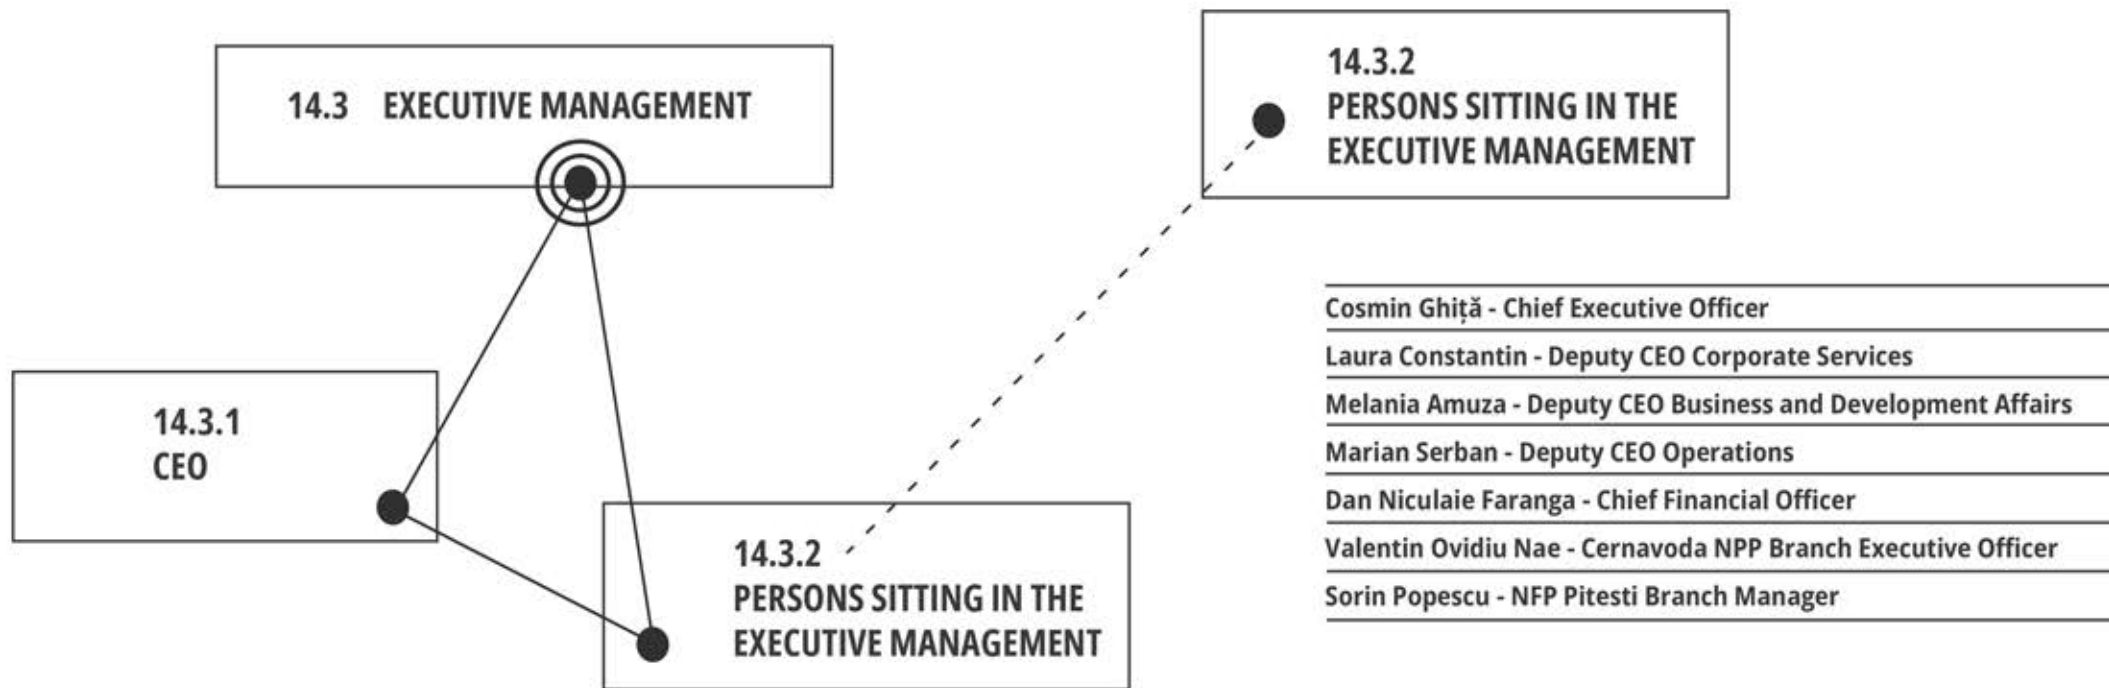 14.3 EXECUTIVE MANAGEMENT
14.3.1
CEO
14.3.2
PERSONS SITTING IN THE
EXECUTIVE MANAGEMENT
14.3.2
PERSONS SITTING IN THE
EXECUTIVE MANAGEMENT
Cosmin Ghiță - Chief Executive Officer
Laura Constantin - Deputy CEO Corporate Services
Melania Amuza - Deputy CEO Business and Development Affairs
Marian Serban - Deputy CEO Operations
Dan Niculaie Faranga - Chief Financial Officer
Valentin Ovidiu Nae - Cernavoda NPP Branch Executive Officer
Sorin Popescu - NFP Pitesti Branch Manager